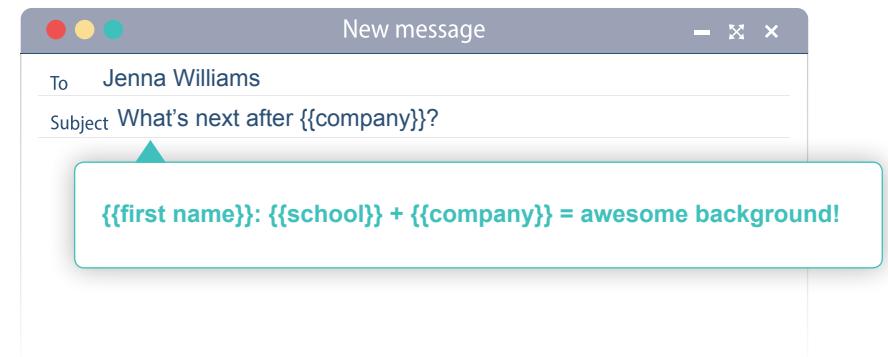 New message
To Jenna Williams
Subject What’s next after {{company}}?
{{first name}}: {{school}} + {{company}} = awesome background!